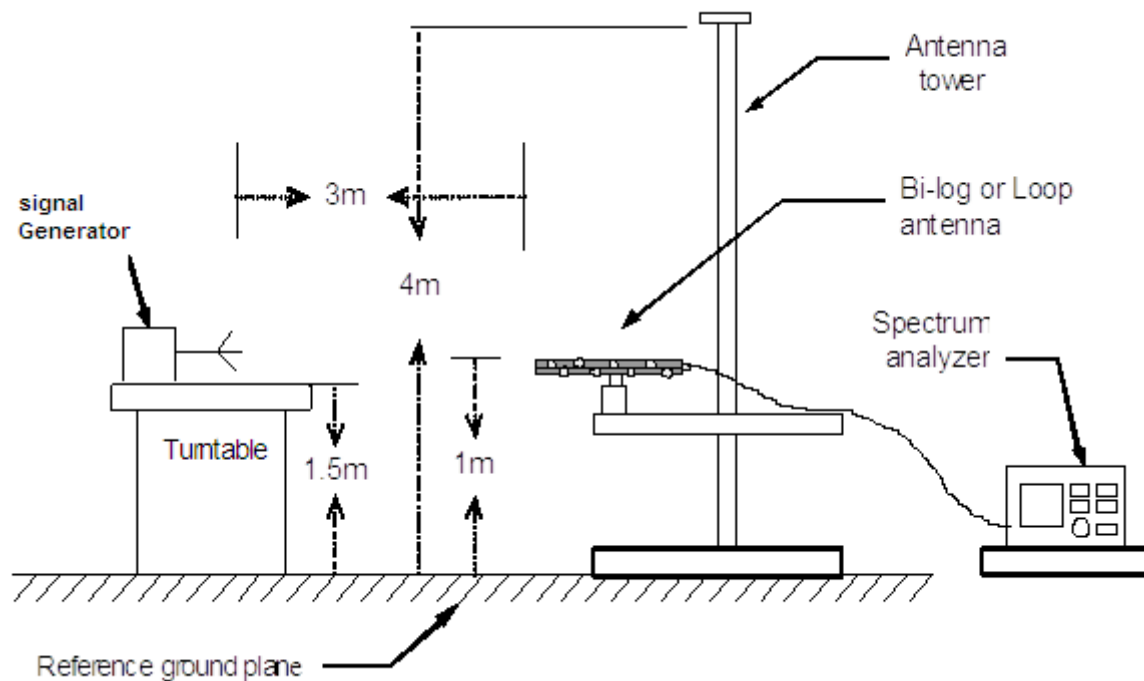 Antenna
tower
3m
signal
Generator
Bi-log or Loop
antenna
4m
Spectrum
analyzer
Turntable
1.5m
1m
Reference ground plane